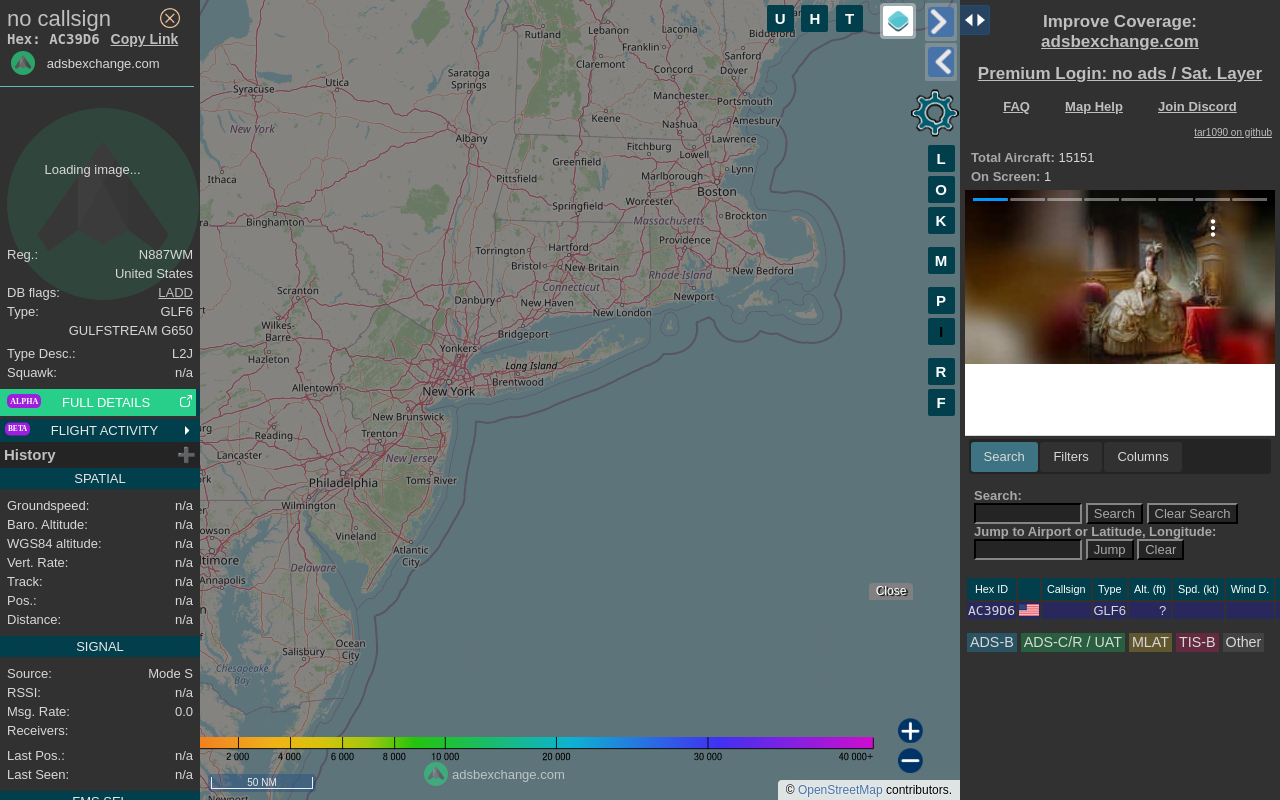 no callsign
Hex: AC39D6 Copy Link
adsbexchange.com
Loading image...
Reg.: N887WM
United States
DB flags: LADD
Type: GLF6
GULFSTREAM G650
Type Desc.: L2J
Squawk: n/a
ALPHA FULL DETAILS
BETA FLIGHT ACTIVITY
History
SPATIAL
Groundspeed: n/a
Baro. Altitude: n/a
WGS84 altitude: n/a
Vert. Rate: n/a
Track: n/a
Pos.: n/a
Distance: n/a
SIGNAL
Source: Mode S
RSSI: n/a
Msg. Rate: 0.0
Receivers:
Last Pos.: n/a
Last Seen: n/a
FMS SEL
Rutland
Lebanon
Laconia
Biddeford
Franklin
Sanford
Claremont
Concord
Dover
Utica
Saratoga
Springs
Syracuse
Manchester
Portsmouth
Keene
Amesbury
Nashua
New York
Albany
Lawrence
Fitchburg
Lowell
Greenfield
Lynn
Ithaca
Pittsfield
Marlborough
Boston
Worcester
Springfield
Binghamton
Massachusetts
Brockton
Providence
Torrington
Hartford
Bristol
New Britain
New Bedford
Rhode Island
Connecticut
Scranton
Danbury
New Haven
Newport
New London
Wilkes-
Barre
Bridgeport
Yonkers
Hazleton
Long Island
Brentwood
Allentown
New York
New Brunswick
Reading
Trenton
Lancaster
New Jersey
Philadelphia
Toms River
Wilmington
Vineland
Atlantic
City
Delaware
Annapolis
Ocean
City
Salisbury
Chesapeake
Bay
Newport
2 000 4 000 6 000 8 000 10 000 20 000 30 000 40 000+
50 NM
adsbexchange.com
© OpenStreetMap contributors.
U H T
L
O
K
M
P
I
R
F
Close
Improve Coverage:
adsbexchange.com
Premium Login: no ads / Sat. Layer
FAQ Map Help Join Discord
tar1090 on github
Total Aircraft: 15151
On Screen: 1
Search Filters Columns
Search:
Search Clear Search
Jump to Airport or Latitude, Longitude:
Jump Clear
Hex ID Callsign Type Alt. (ft) Spd. (kt) Wind D.
AC39D6 GLF6 ?
ADS-B ADS-C/R / UAT MLAT TIS-B Other